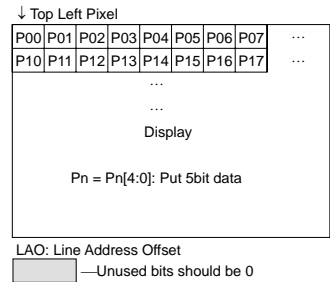 ↓ Top Left Pixel
P00 P01 P02 P03 P04 P05 P06 P07 ...
P10 P11 P12 P13 P14 P15 P16 P17 ...
...
...
Display
Pn = Pn[4:0]: Put 5bit data
LAO: Line Address Offset
—Unused bits should be 0